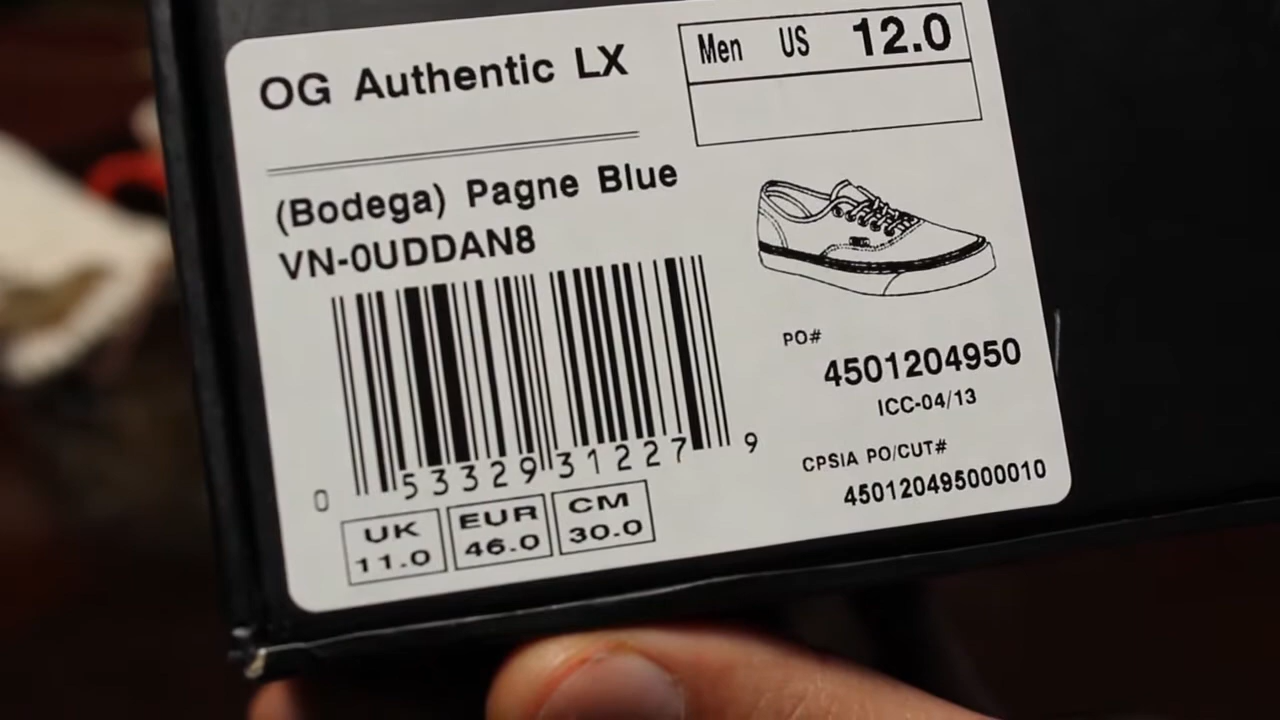 OG Authentic LX
Men US 12.0
(Bodega) Pagne Blue
VN-0UDDAN8
0 53329 31227 9
PO#
4501204950
ICC-04/13
CPSIA PO/CUT#
450120495000010
UK EUR CM
11.0 46.0 30.0